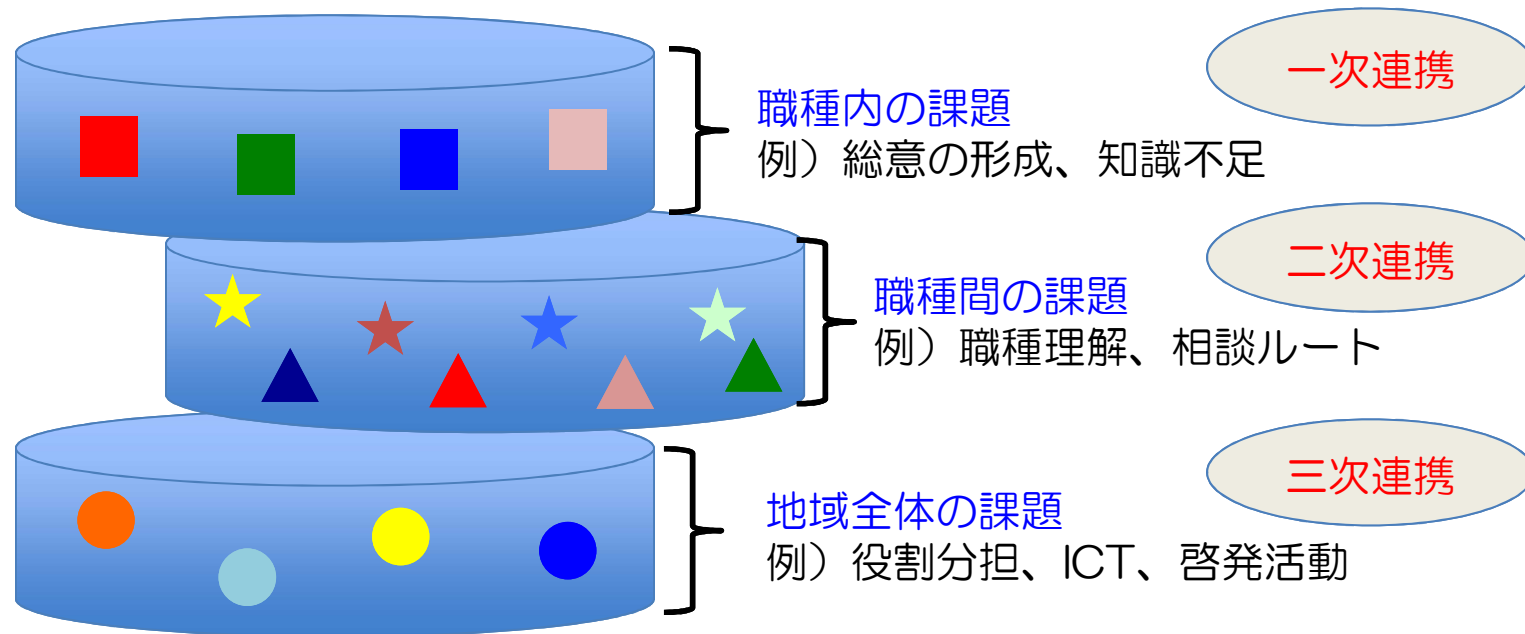 一次連携
職種内の課題
例）総意の形成、知識不足
二次連携
職種間の課題
例）職種理解、相談ルート
三次連携
地域全体の課題
例）役割分担、ICT、啓発活動